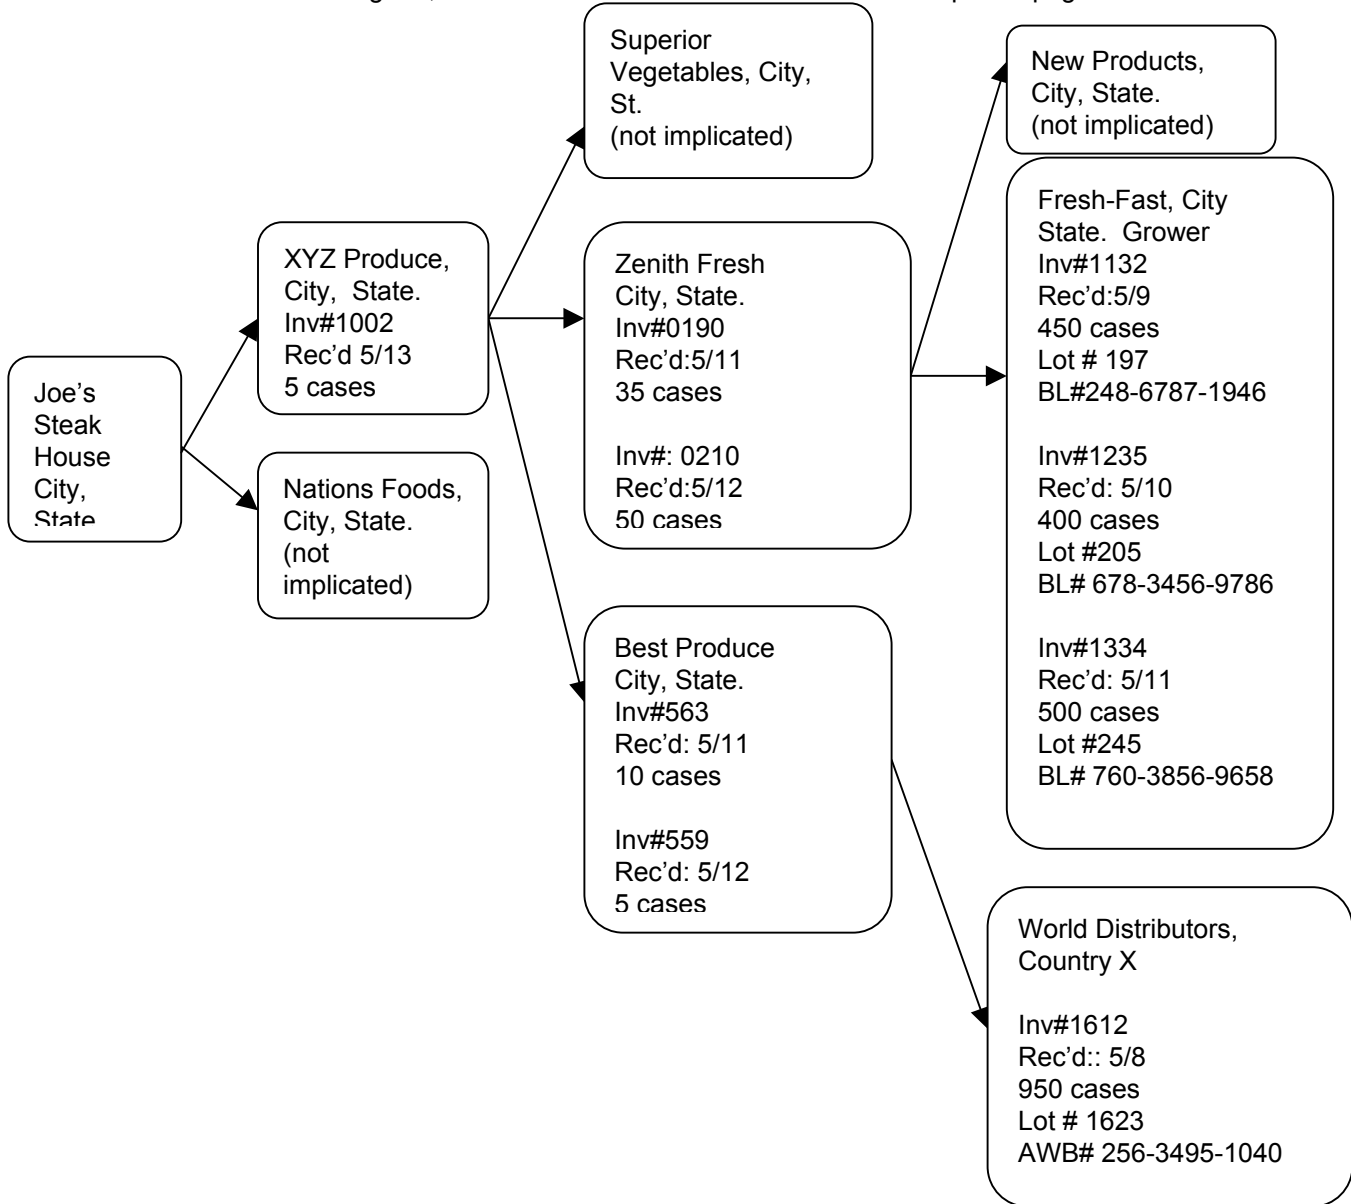 Joe's
Steak
House
City,
State
XYZ Produce,
City, State.
Inv#1002
Rec'd 5/13
5 cases
Nations Foods,
City, State.
(not
implicated)
Superior
Vegetables, City,
St.
(not implicated)
Zenith Fresh
City, State.
Inv#0190
Rec'd:5/11
35 cases
Inv#: 0210
Rec'd:5/12
50 cases
Best Produce
City, State.
Inv#563
Rec'd: 5/11
10 cases
Inv#559
Rec'd: 5/12
5 cases
New Products,
City, State.
(not implicated)
Fresh-Fast, City
State. Grower
Inv#1132
Rec'd:5/9
450 cases
Lot # 197
BL#248-6787-1946
Inv#1235
Rec'd: 5/10
400 cases
Lot #205
BL# 678-3456-9786
Inv#1334
Rec'd: 5/11
500 cases
Lot #245
BL# 760-3856-9658
World Distributors,
Country X
Inv#1612
Rec'd:: 5/8
950 cases
Lot # 1623
AWB# 256-3495-1040